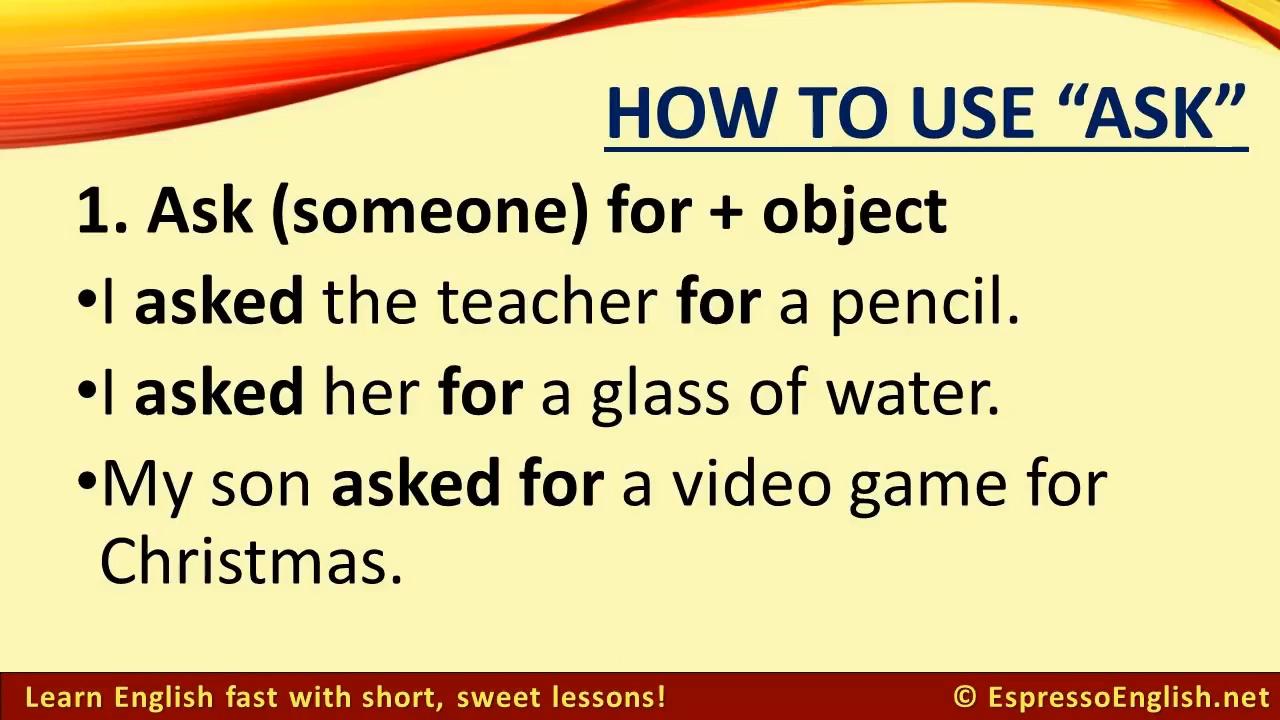 HOW TO USE “ASK”
1. Ask (someone) for + object
•I asked the teacher for a pencil.
•I asked her for a glass of water.
•My son asked for a video game for
Christmas.
Learn English fast with short, sweet lessons!
© EspressoEnglish.net